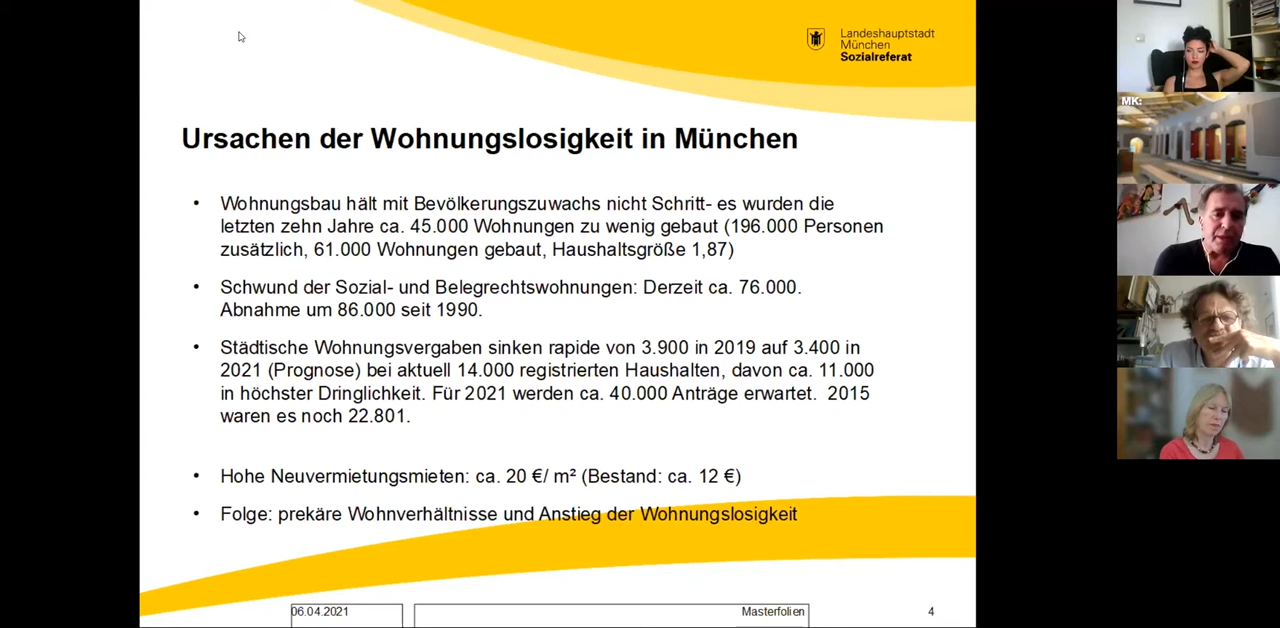 Landeshauptstadt
München
Sozialreferat
MK:
Ursachen der Wohnungslosigkeit in München
• Wohnungsbau hält mit Bevölkerungszuwachs nicht Schritt- es wurden die
letzten zehn Jahre ca. 45.000 Wohnungen zu wenig gebaut (196.000 Personen
zusätzlich, 61.000 Wohnungen gebaut, Haushaltsgröße 1,87)
• Schwund der Sozial- und Belegrechtswohnungen: Derzeit ca. 76.000.
Abnahme um 86.000 seit 1990.
• Städtische Wohnungsvergaben sinken rapide von 3.900 in 2019 auf 3.400 in
2021 (Prognose) bei aktuell 14.000 registrierten Haushalten, davon ca. 11.000
in höchster Dringlichkeit. Für 2021 werden ca. 40.000 Anträge erwartet. 2015
waren es noch 22.801.
• Hohe Neuvermietungsmieten: ca. 20 €/ m² (Bestand: ca. 12 €)
• Folge: prekäre Wohnverhältnisse und Anstieg der Wohnungslosigkeit
06.04.2021
Masterfolien
4